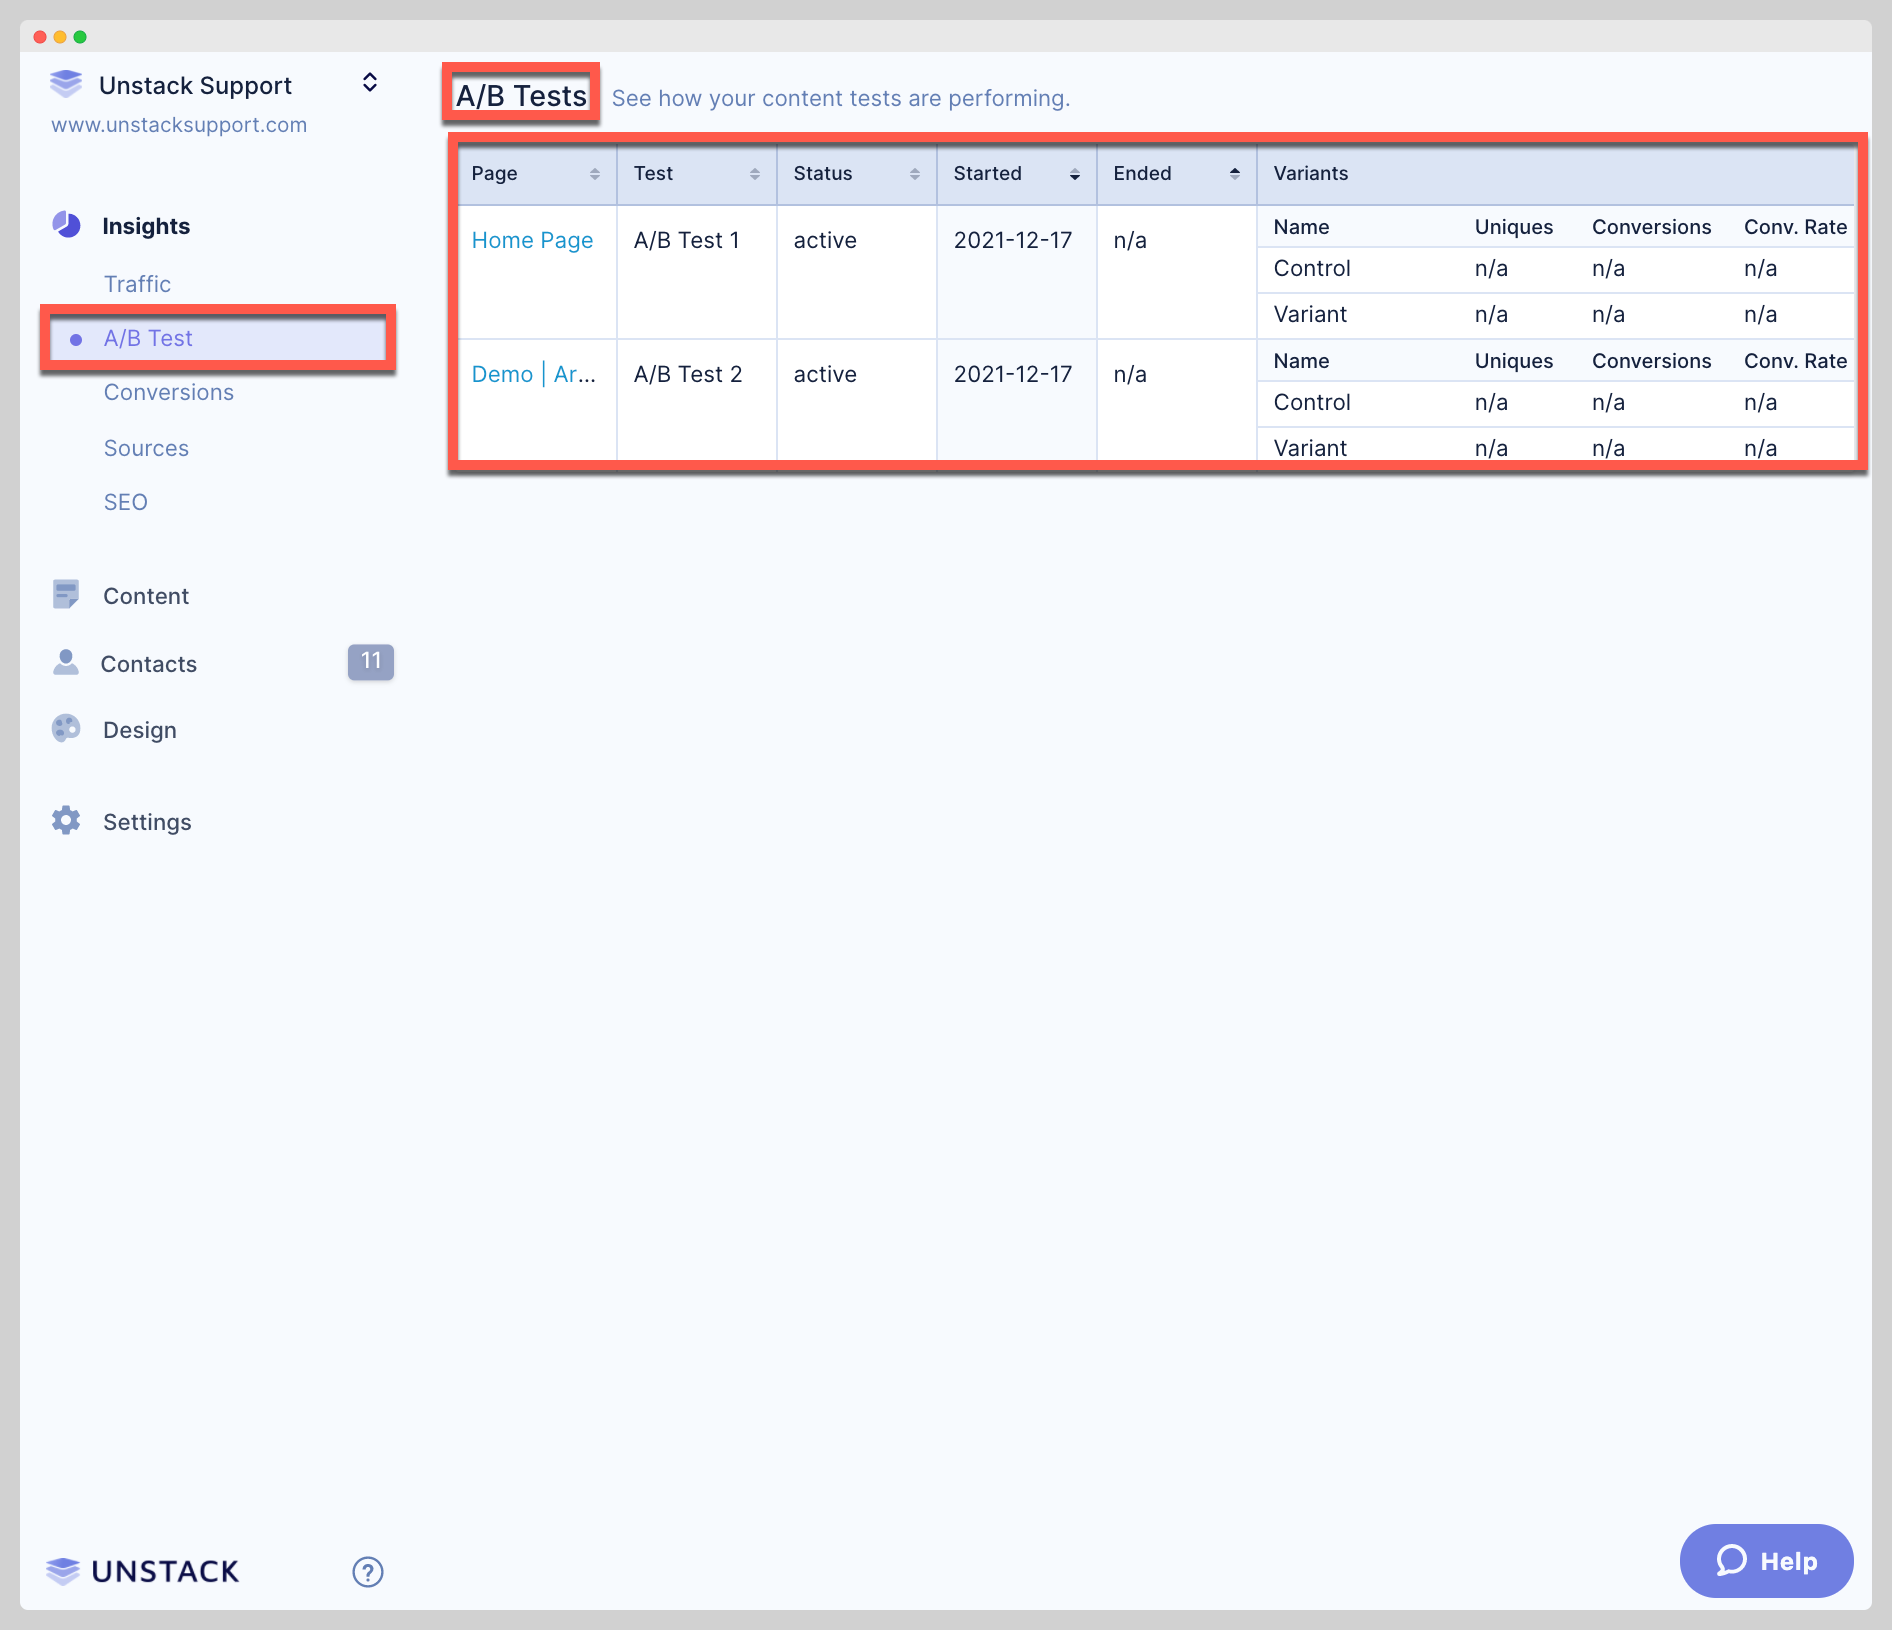 Unstack Support
www.unstacksupport.com
Insights
Traffic
A/B Test
Conversions
Sources
SEO
Content
Contacts 11
Design
Settings
UNSTACK ?
A/B Tests See how your content tests are performing.
Page Test Status Started Ended Variants
Home Page A/B Test 1 active 2021-12-17 n/a
Name Uniques Conversions Conv. Rate
Control n/a n/a n/a
Variant n/a n/a n/a
Demo | Ar... A/B Test 2 active 2021-12-17 n/a
Name Uniques Conversions Conv. Rate
Control n/a n/a n/a
Variant n/a n/a n/a
Help